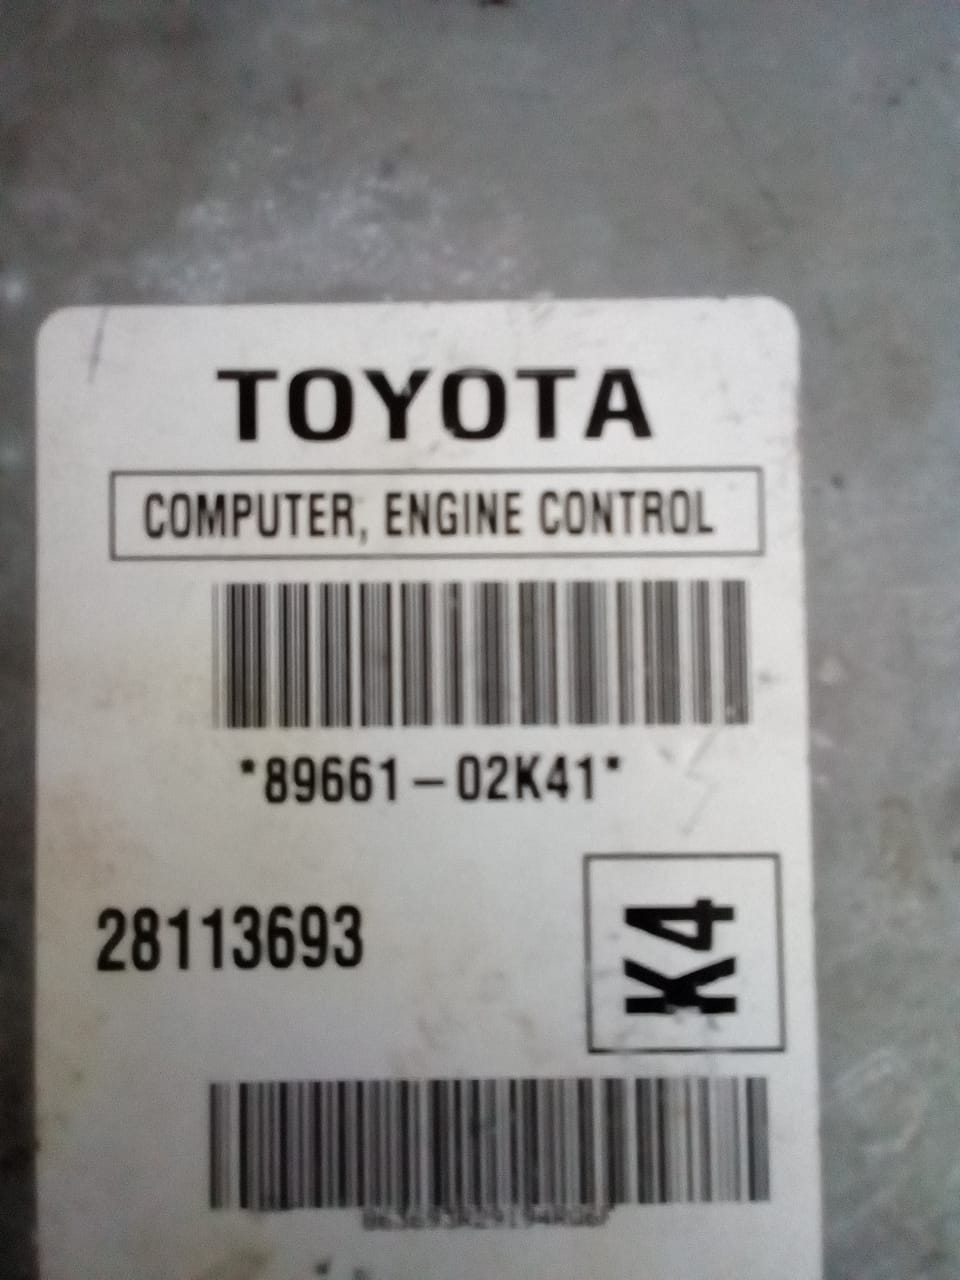 TOYOTA
COMPUTER, ENGINE CONTROL
*89661-02K41*
28113693
K4